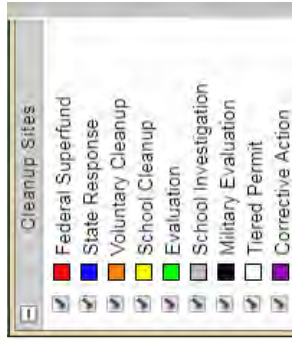 Cleanup Sites
Federal Superfund
State Response
Voluntary Cleanup
School Cleanup
Evaluation
School Investigation
Military Evaluation
Tiered Permit
Corrective Action